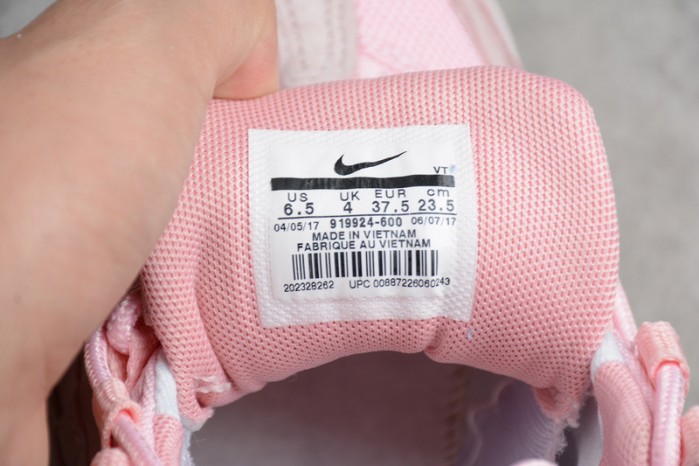 VT
US UK EUR cm
6.5 4 37.5 23.5
04/05/17 919924-600 06/07/17
MADE IN VIETNAM
FABRIQUE AU VIETNAM
202328262 UPC 00887226060243